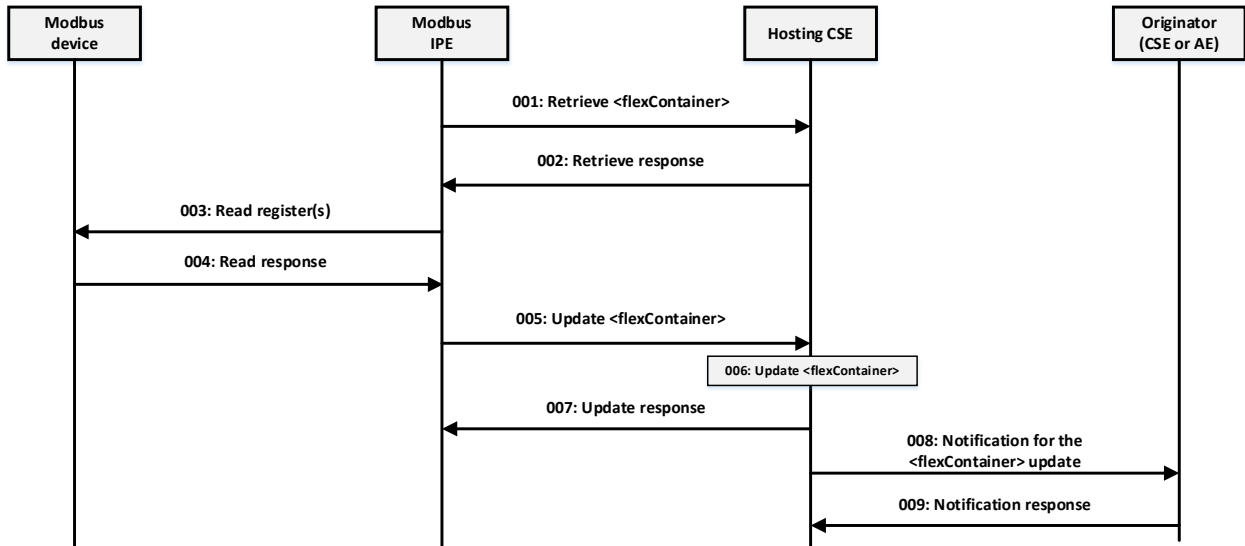 Modbus
device
Modbus
IPE
Hosting CSE
Originator
(CSE or AE)
001: Retrieve <flexContainer>
002: Retrieve response
003: Read register(s)
004: Read response
005: Update <flexContainer>
006: Update <flexContainer>
007: Update response
008: Notification for the
<flexContainer> update
009: Notification response